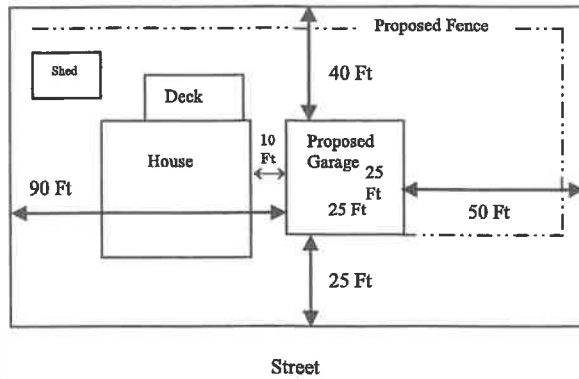 Proposed Fence
Shed
40 Ft
Deck
10
Ft
Proposed
Garage
House
25
Ft
90 Ft
25 Ft
50 Ft
25 Ft
Street